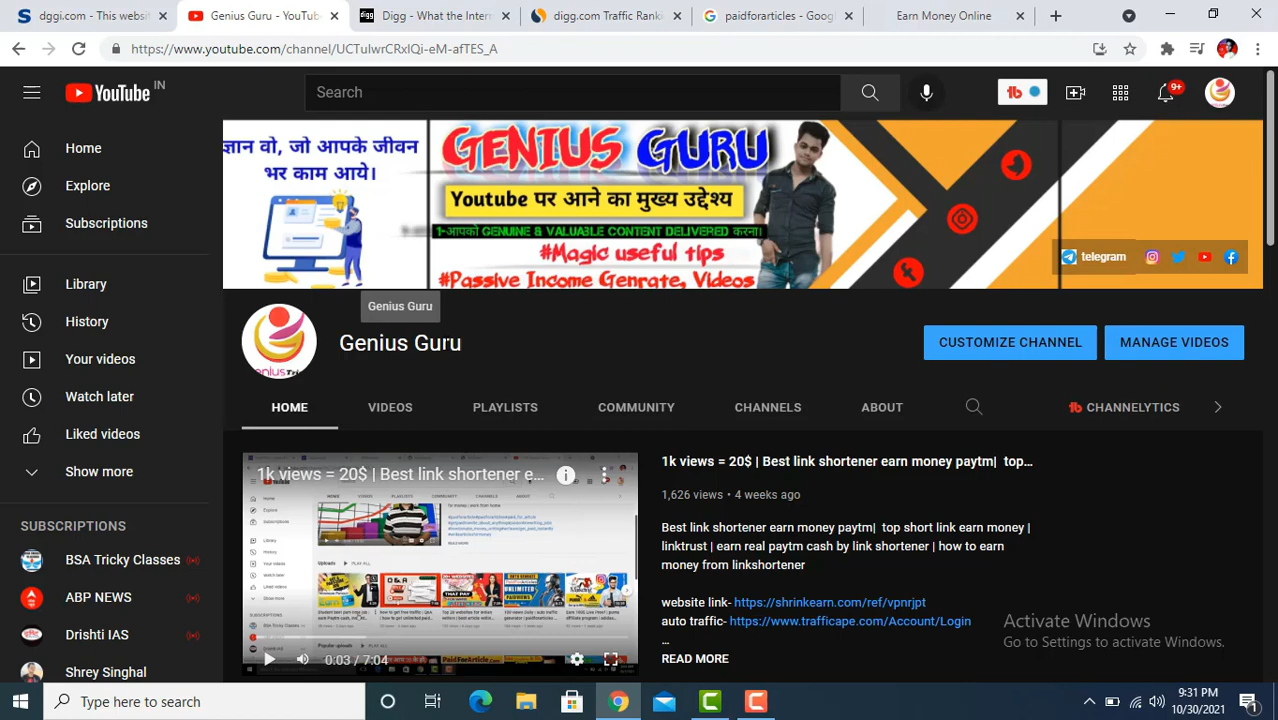 dggi.com - This websit
Genius Guru - YouTub
Digg - What the Intern
digg.com Traffic Rank
paidforarticles - Goog
Earn Money Online
https://www.youtube.com/channel/UCTuIwrCRxlQi-eM-afTES_A
YouTube IN
Search
9+
Home
Explore
Subscriptions
Library
History
Your videos
Watch later
Liked videos
Show more
SUBSCRIPTIONS
RSA Tricky Classes
ABP NEWS
Drishti IAS
Shrey Singhal
ज्ञान वो, जो आपके जीवन
भर काम आये।
GENIUS GURU
Youtube पर आने का मुख्य उद्देश्य
1-आपको GENUINE & VALUABLE CONTENT DELIVERED करना।
#Magic useful tips
#Passive Income Genrate, Videos
telegram
Genius Guru
Genius Guru
CUSTOMIZE CHANNEL
MANAGE VIDEOS
HOME
VIDEOS
PLAYLISTS
COMMUNITY
CHANNELS
ABOUT
CHANNELYTICS
1k views = 20$ | Best link shortener e...
0:03 / 7:04
1k views = 20$ | Best link shortener earn money paytm| top...
1,626 views • 4 weeks ago
Best link shortener earn money paytm| top short link earn money |
linkvita | earn real paytm cash by link shortener | how to earn
money from linkshortener
website link- https://shrinkearn.com/ref/vpnrjpt
auto traffic- https://www.trafficape.com/Account/Login
...
READ MORE
Activate Windows
Go to Settings to activate Windows.
Type here to search
9:31 PM
10/30/2021
1